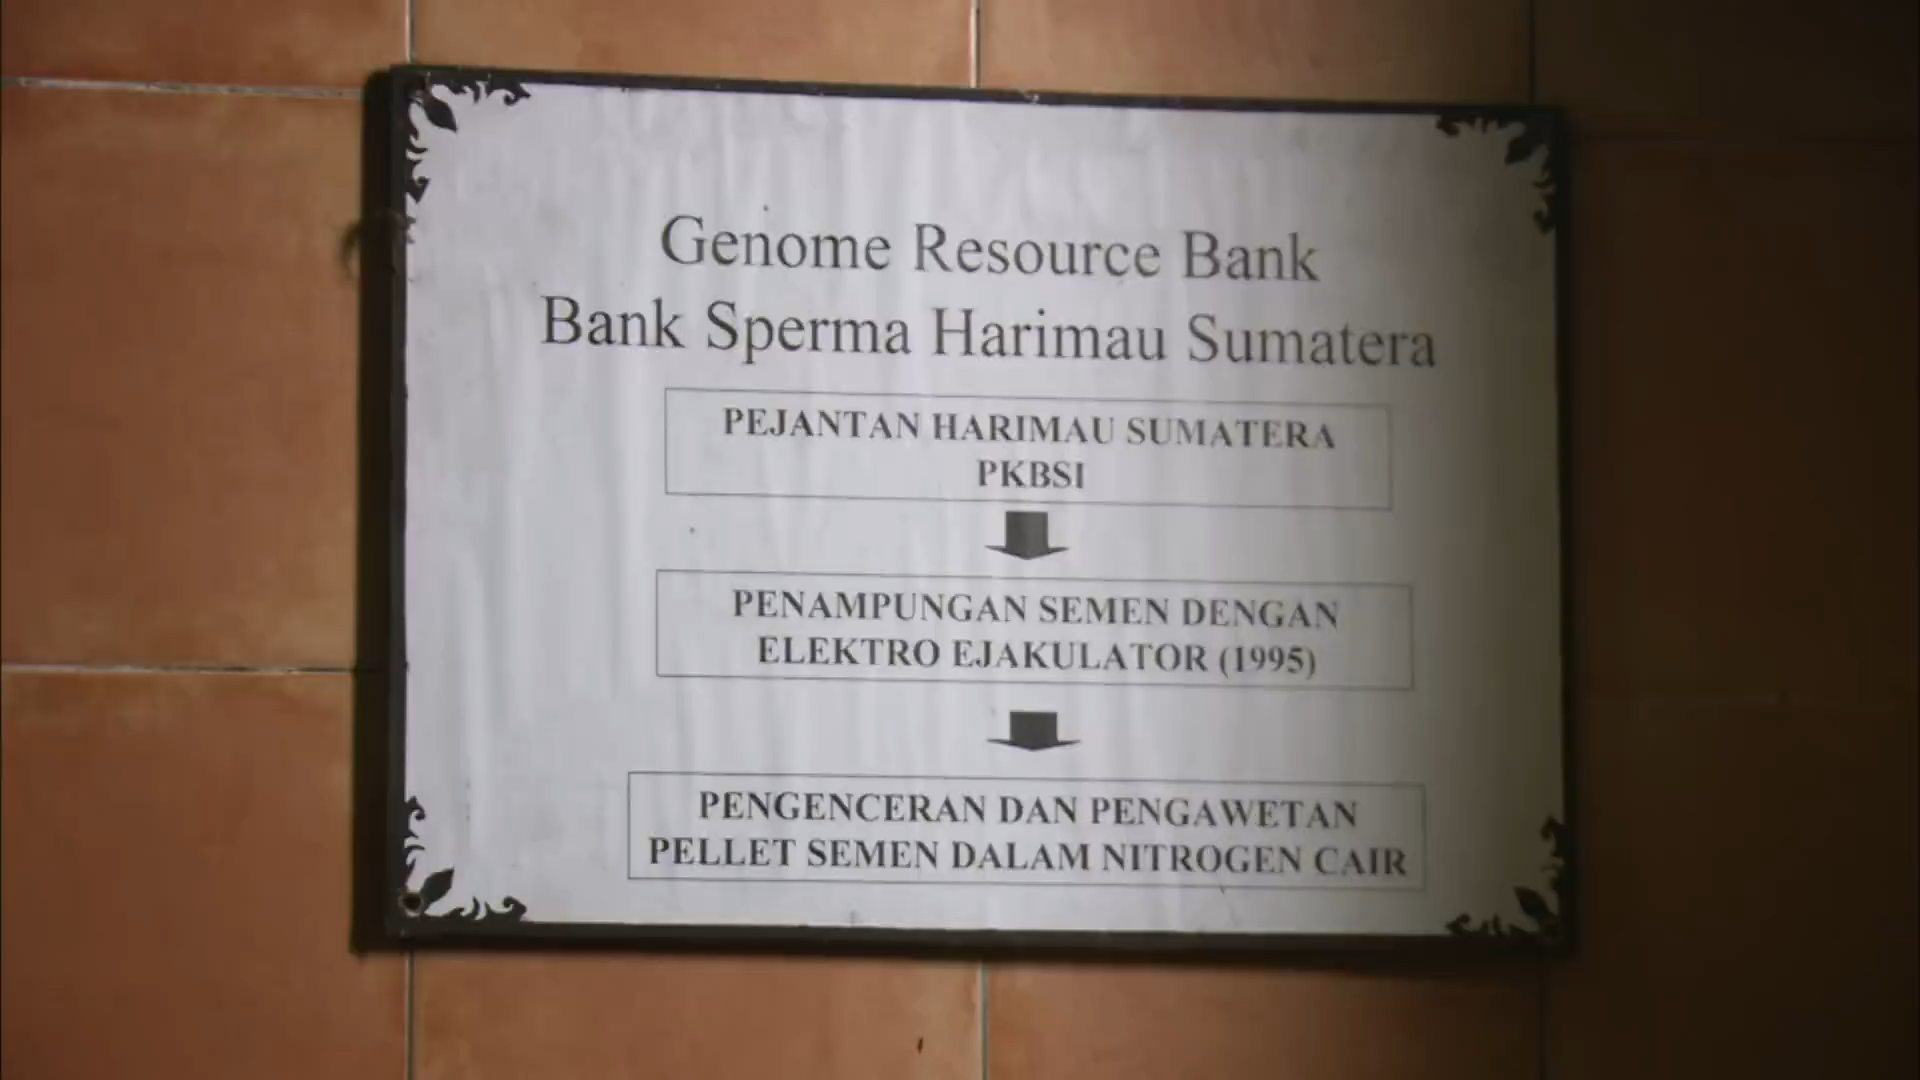 Genome Resource Bank
Bank Sperma Harimau Sumatera
PEJANTAN HARIMAU SUMATERA
PKBSI
PENAMPUNGAN SEMEN DENGAN
ELEKTRO EJAKULATOR (1995)
PENGENCERAN DAN PENGAWETAN
PELLET SEMEN DALAM NITROGEN CAIR